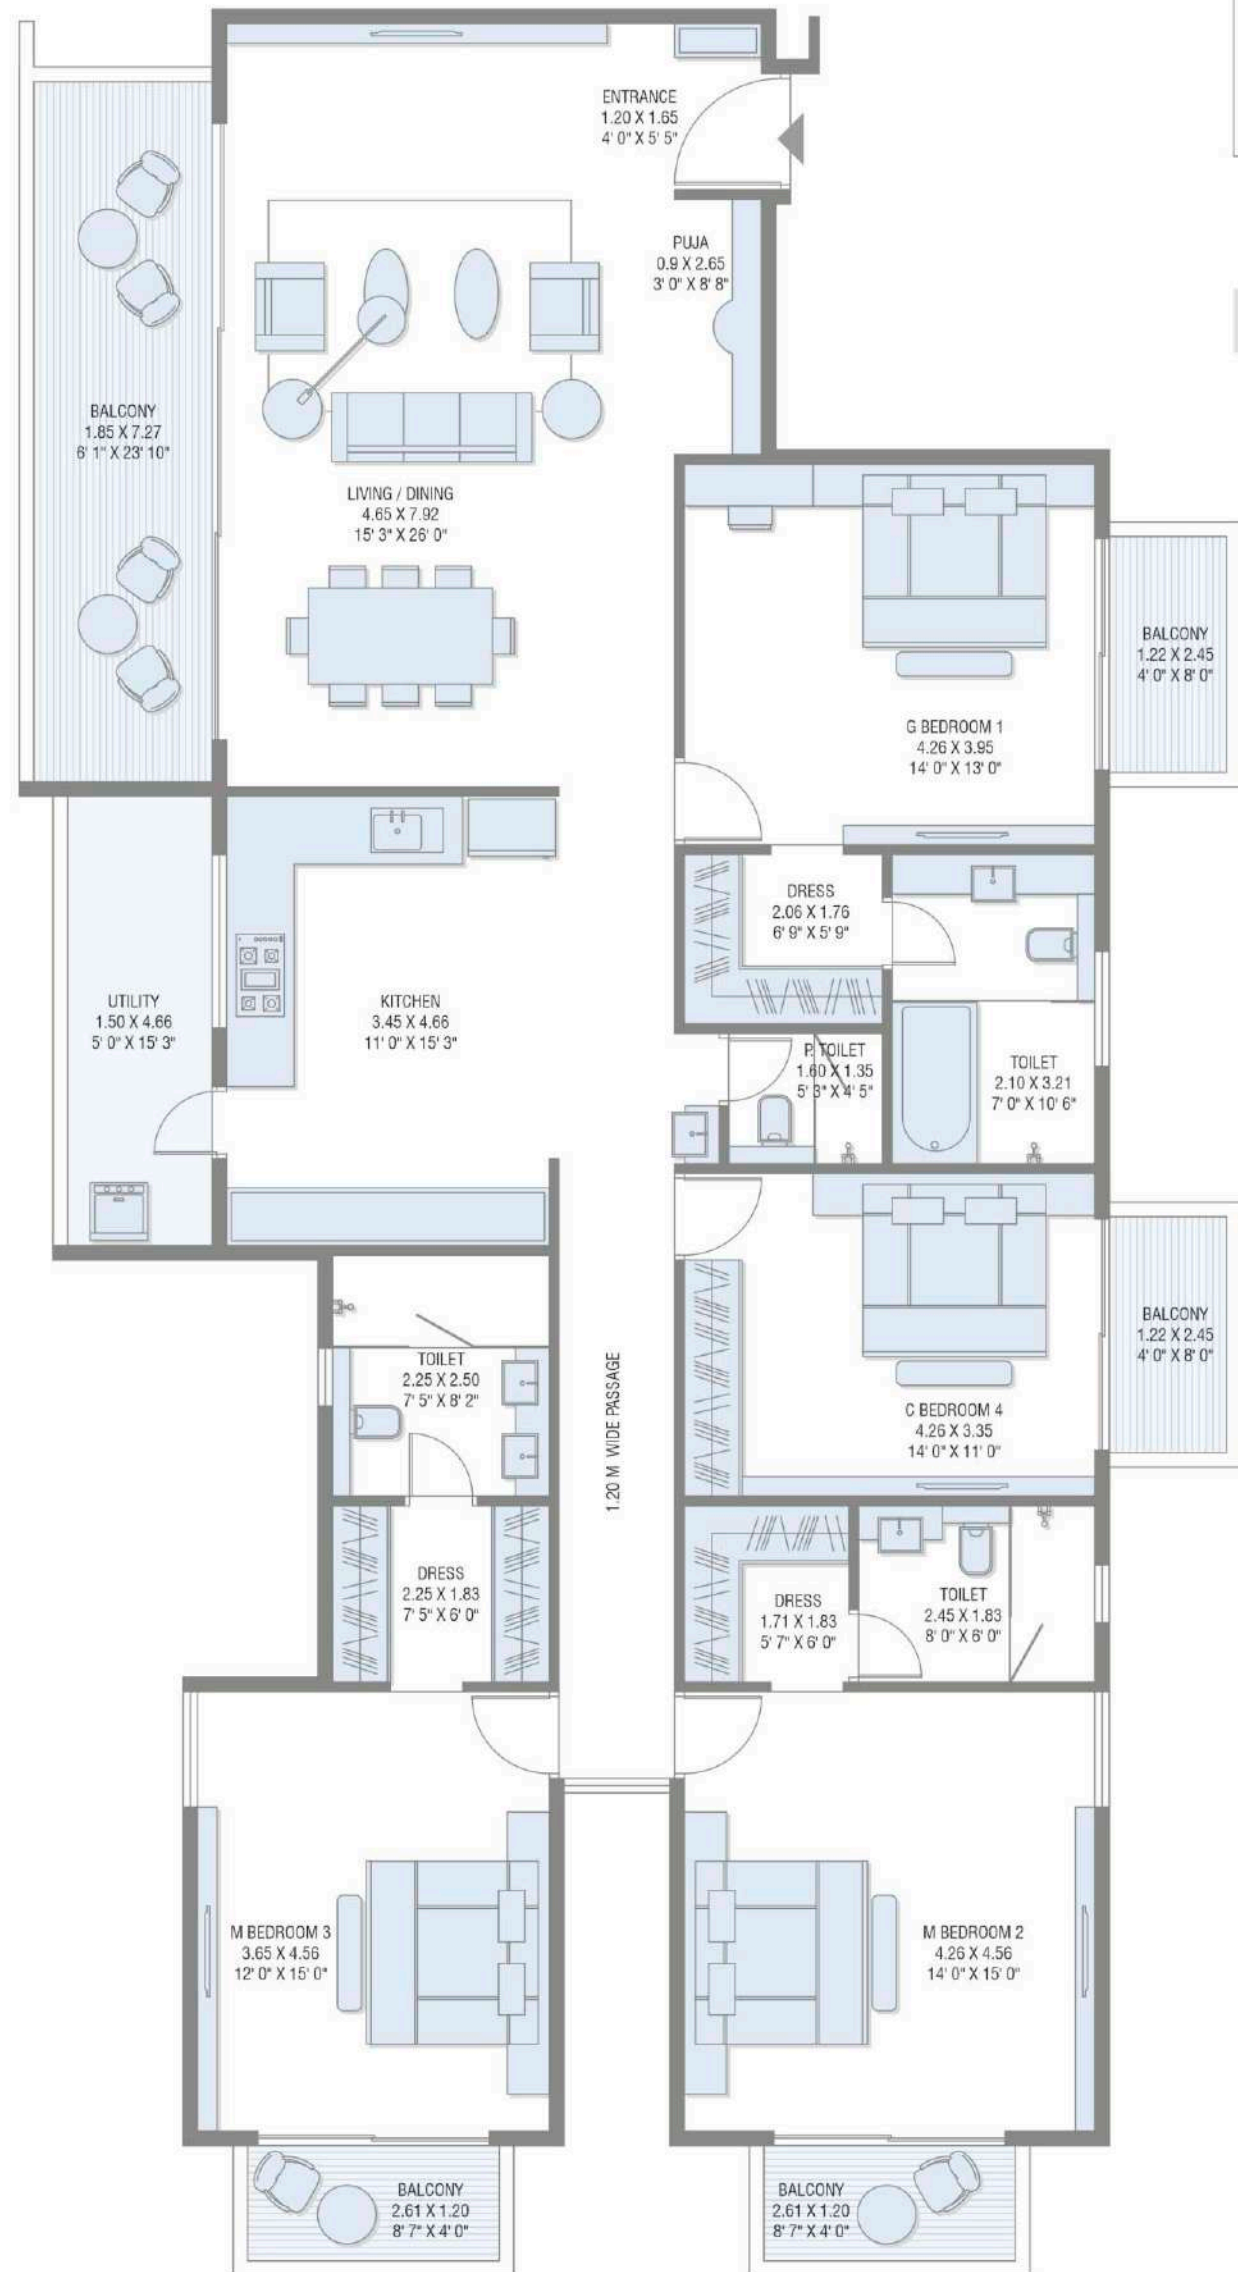 ENTRANCE
1.20 X 1.65
4' 0" X 5' 5"
PUJA
0.9 X 2.65
3' 0" X 8' 8"
BALCONY
1.85 X 7.27
6' 1" X 23' 10"
LIVING / DINING
4.65 X 7.92
15' 3" X 26' 0"
BALCONY
1.22 X 2.45
4' 0" X 8' 0"
G BEDROOM 1
4.26 X 3.95
14' 0" X 13' 0"
DRESS
2.06 X 1.76
6' 9" X 5' 9"
UTILITY
1.50 X 4.66
5' 0" X 15' 3"
KITCHEN
3.45 X 4.66
11' 0" X 15' 3"
P. TOILET
1.60 X 1.35
5' 3" X 4' 5"
TOILET
2.10 X 3.21
7' 0" X 10' 6"
BALCONY
1.22 X 2.45
4' 0" X 8' 0"
TOILET
2.25 X 2.50
7' 5" X 8' 2"
1.20 M WIDE PASSAGE
C BEDROOM 4
4.26 X 3.35
14' 0" X 11' 0"
DRESS
2.25 X 1.83
7' 5" X 6' 0"
DRESS
1.71 X 1.83
5' 7" X 6' 0"
TOILET
2.45 X 1.83
8' 0" X 6' 0"
M BEDROOM 3
3.65 X 4.56
12' 0" X 15' 0"
M BEDROOM 2
4.26 X 4.56
14' 0" X 15' 0"
BALCONY
2.61 X 1.20
8' 7" X 4' 0"
BALCONY
2.61 X 1.20
8' 7" X 4' 0"